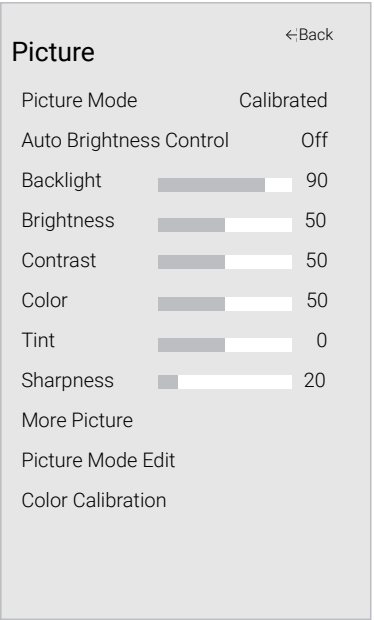 ←Back
Picture
Picture Mode Calibrated
Auto Brightness Control Off
Backlight 90
Brightness 50
Contrast 50
Color 50
Tint 0
Sharpness 20
More Picture
Picture Mode Edit
Color Calibration